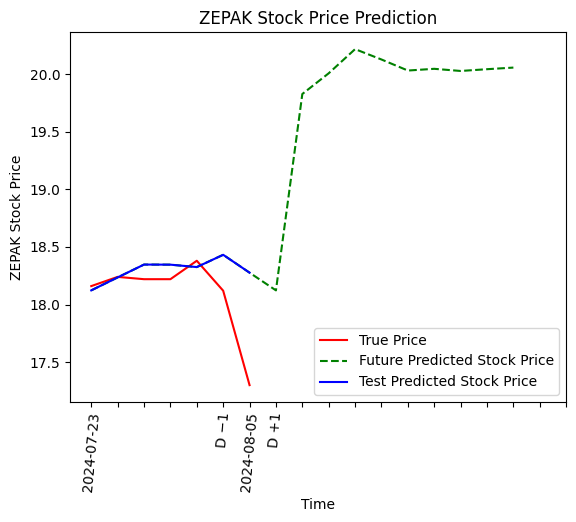 ZEPAK Stock Price Prediction
ZEPAK Stock Price
20.0
19.5
19.0
18.5
18.0
17.5
True Price
Future Predicted Stock Price
Test Predicted Stock Price
2024-07-23
D −1
2024-08-05
D +1
Time